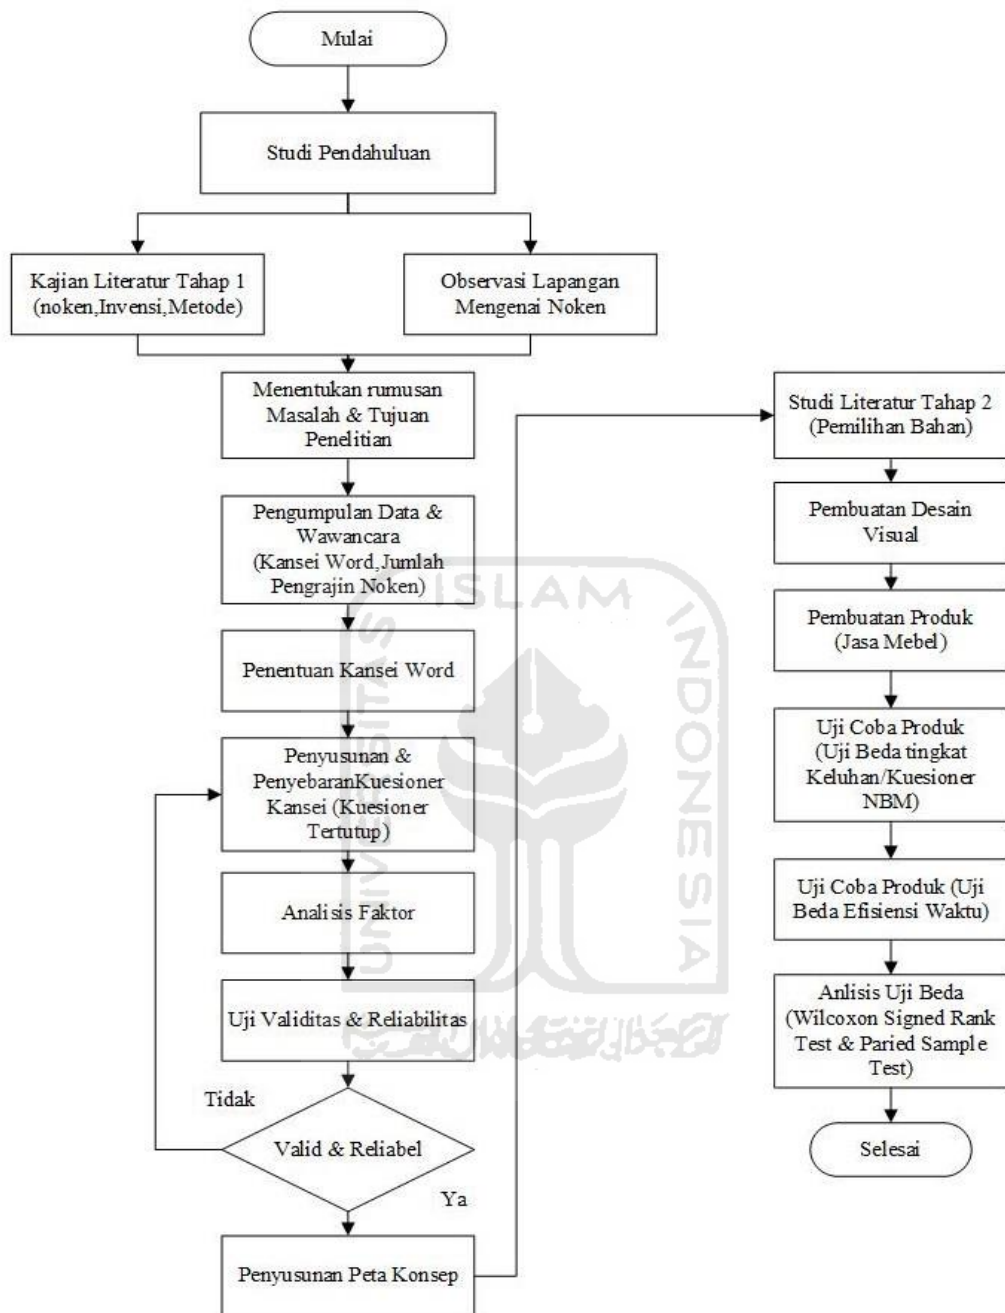 Mulai
Studi Pendahuluan
Kajian Literatur Tahap 1
(noken,Invensi,Metode)
Observasi Lapangan
Mengenai Noken
Menentukan rumusan
Masalah & Tujuan
Penelitian
Pengumpulan Data &
Wawancara
(Kansei Word,Jumlah
Pengrajin Noken)
Penentuan Kansei Word
Penyusunan &
PenyebaranKuesioner
Kansei (Kuesioner
Tertutup)
Analisis Faktor
Uji Validitas & Reliabilitas
Tidak
Valid & Reliabel
Ya
Penyusunan Peta Konsep
Studi Literatur Tahap 2
(Pemilihan Bahan)
Pembuatan Desain
Visual
Pembuatan Produk
(Jasa Mebel)
Uji Coba Produk
(Uji Beda tingkat
Keluhan/Kuesioner
NBM)
Uji Coba Produk (Uji
Beda Efisiensi Waktu)
Anlisis Uji Beda
(Wilcoxon Signed Rank
Test & Paried Sample
Test)
Selesai
UNIVERSITAS
ISLAM
INDONESIA